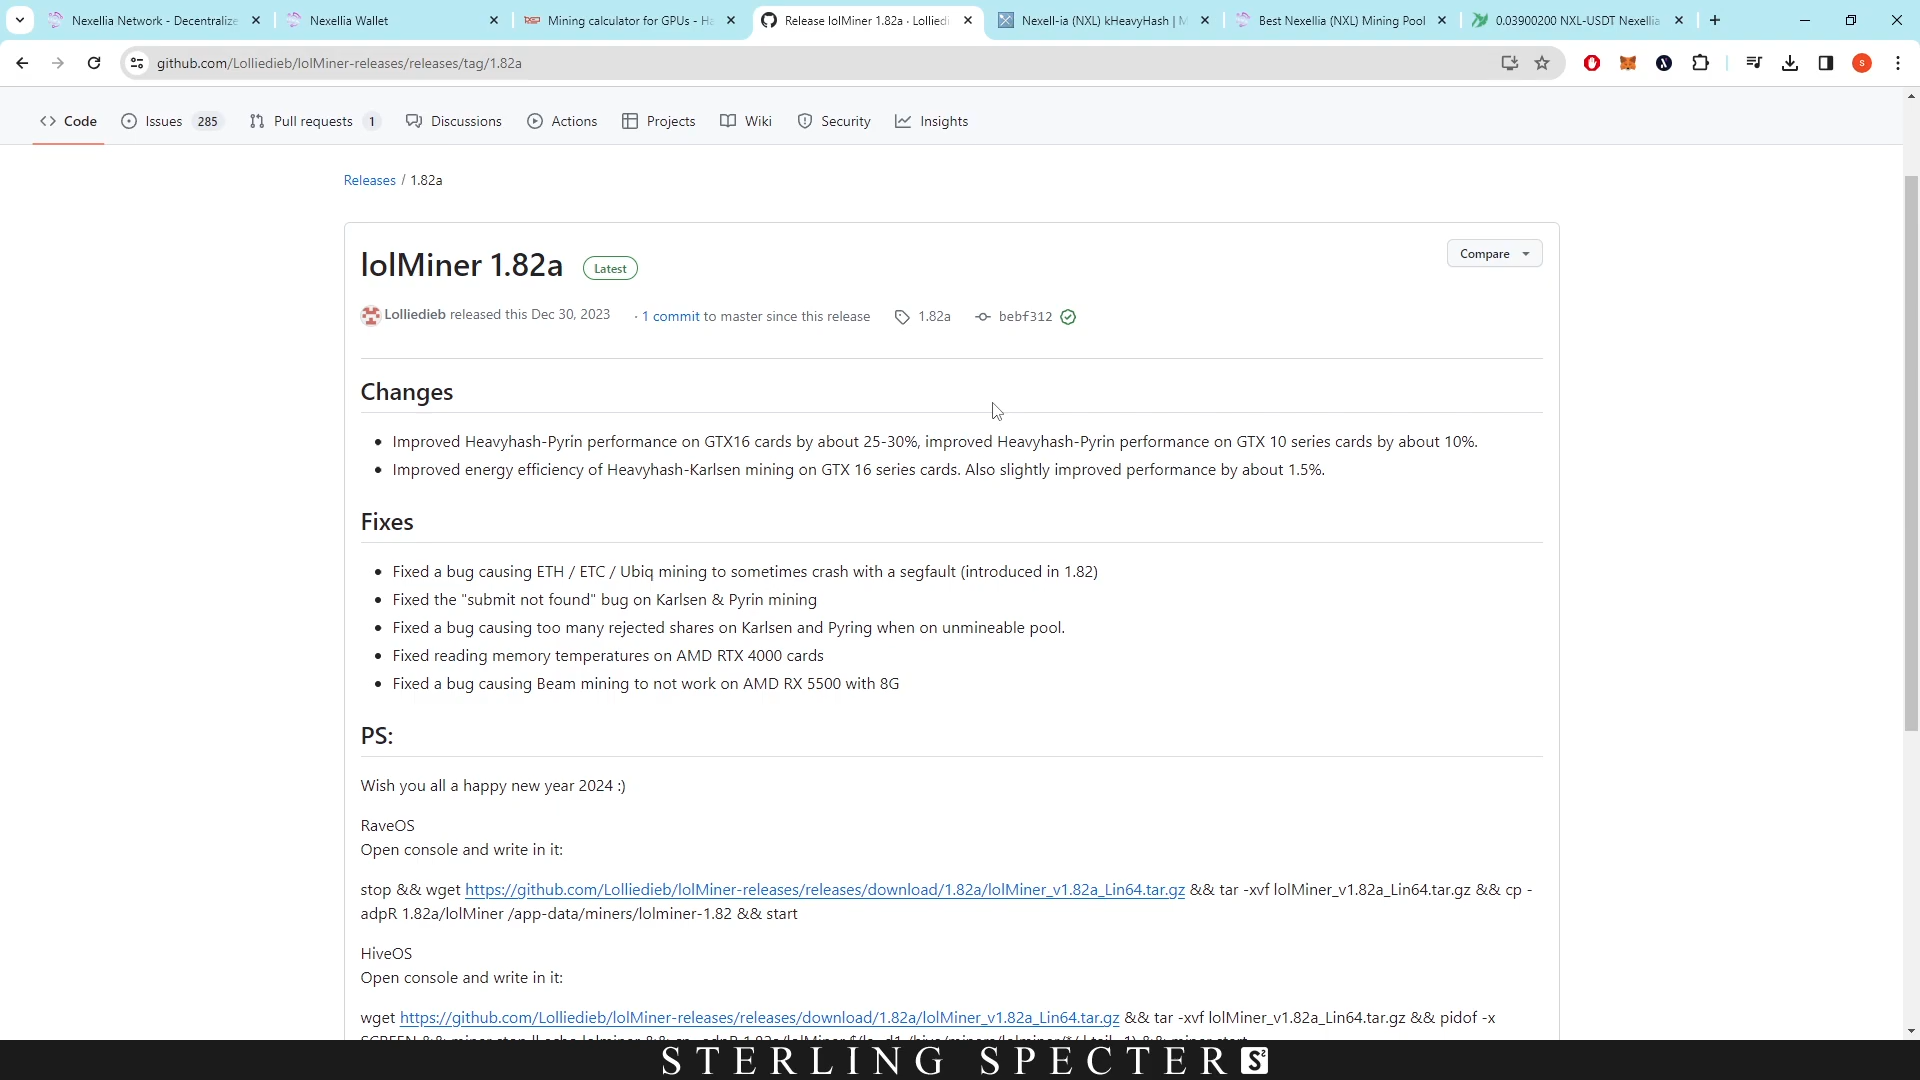 Nexellia Network - Decentralize
Nexellia Wallet
Mining calculator for GPUs - Ha
Release lolMiner 1.82a · Lolliedi
Nexell-ia (NXL) kHeavyHash | M
Best Nexellia (NXL) Mining Pool
0.03900200 NXL-USDT Nexellia
github.com/Lolliedieb/lolMiner-releases/releases/tag/1.82a
S
Code
Issues 285
Pull requests 1
Discussions
Actions
Projects
Wiki
Security
Insights
Releases / 1.82a
lolMiner 1.82a Latest
Compare
Lolliedieb released this Dec 30, 2023 · 1 commit to master since this release 1.82a bebf312
Changes
• Improved Heavyhash-Pyrin performance on GTX16 cards by about 25-30%, improved Heavyhash-Pyrin performance on GTX 10 series cards by about 10%.
• Improved energy efficiency of Heavyhash-Karlsen mining on GTX 16 series cards. Also slightly improved performance by about 1.5%.
Fixes
• Fixed a bug causing ETH / ETC / Ubiq mining to sometimes crash with a segfault (introduced in 1.82)
• Fixed the "submit not found" bug on Karlsen & Pyrin mining
• Fixed a bug causing too many rejected shares on Karlsen and Pyring when on unmineable pool.
• Fixed reading memory temperatures on AMD RTX 4000 cards
• Fixed a bug causing Beam mining to not work on AMD RX 5500 with 8G
PS:
Wish you all a happy new year 2024 :)
RaveOS
Open console and write in it:
stop && wget https://github.com/Lolliedieb/lolMiner-releases/releases/download/1.82a/lolMiner_v1.82a_Lin64.tar.gz && tar -xvf lolMiner_v1.82a_Lin64.tar.gz && cp -
adpR 1.82a/lolMiner /app-data/miners/lolminer-1.82 && start
HiveOS
Open console and write in it:
wget https://github.com/Lolliedieb/lolMiner-releases/releases/download/1.82a/lolMiner_v1.82a_Lin64.tar.gz && tar -xvf lolMiner_v1.82a_Lin64.tar.gz && pidof -x
STERLING SPECTER S²